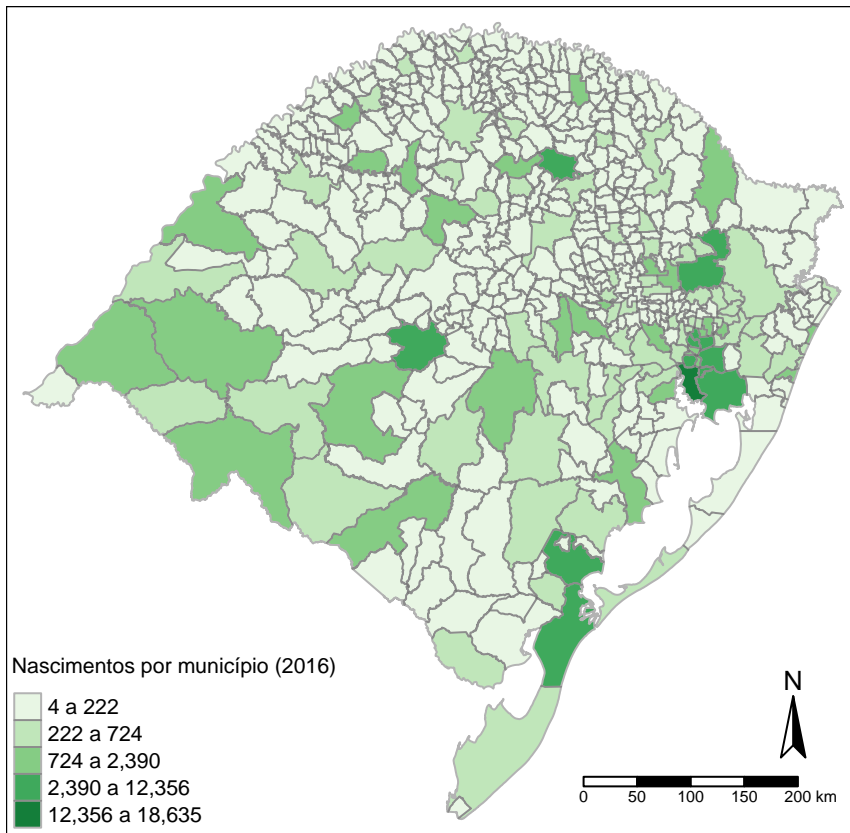 Nascimentos por município (2016)
4 a 222
222 a 724
724 a 2,390
2,390 a 12,356
12,356 a 18,635
N
0 50 100 150 200 km